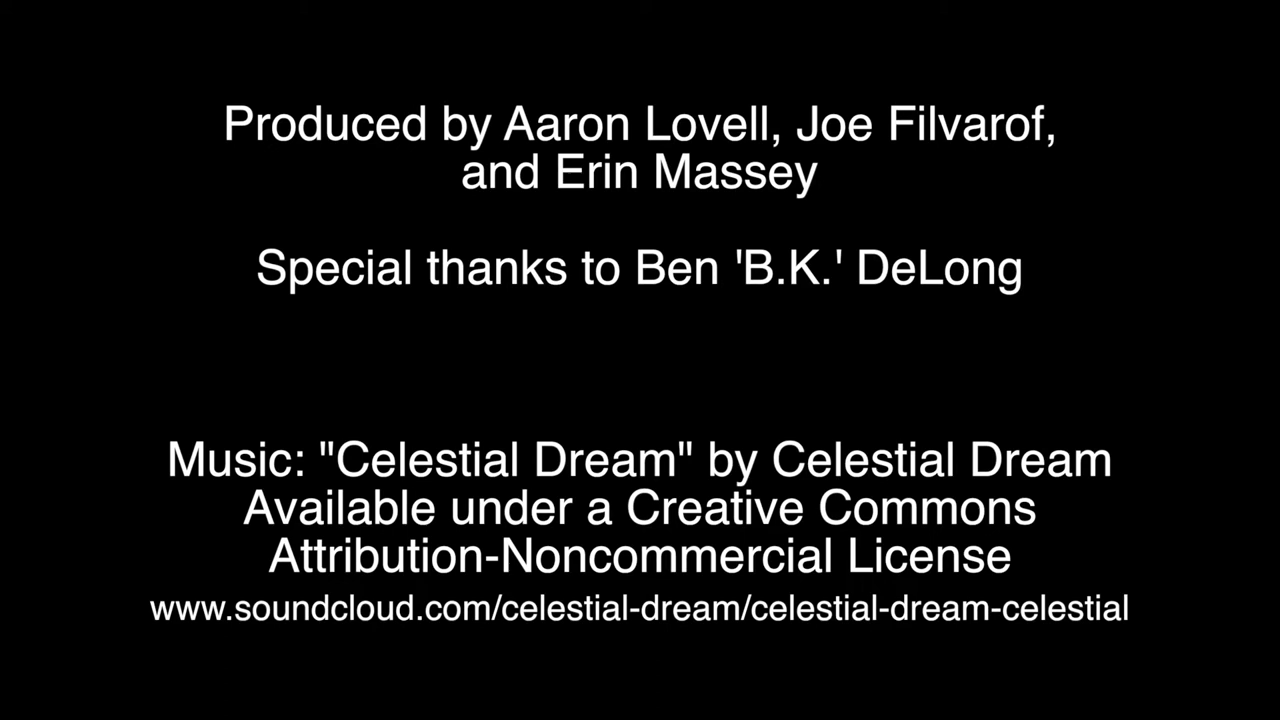 Produced by Aaron Lovell, Joe Filvarof,
and Erin Massey
Special thanks to Ben 'B.K.' DeLong
Music: "Celestial Dream" by Celestial Dream
Available under a Creative Commons
Attribution-Noncommercial License
www.soundcloud.com/celestial-dream/celestial-dream-celestial